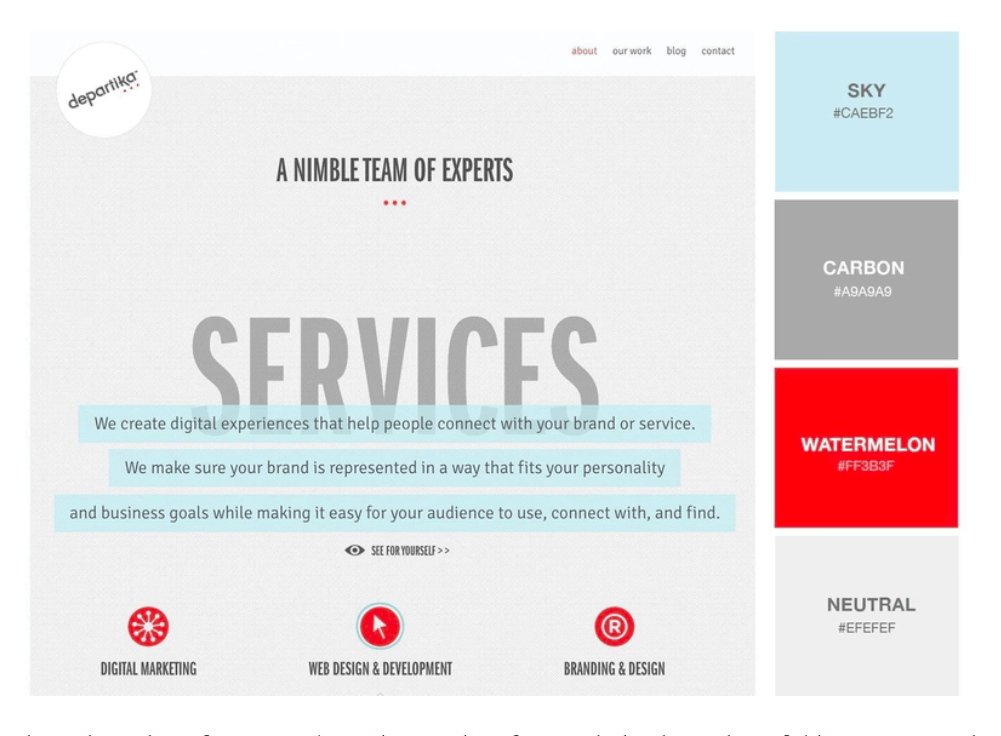 departika
about our work blog contact
A NIMBLE TEAM OF EXPERTS
SERVICES
We create digital experiences that help people connect with your brand or service.
We make sure your brand is represented in a way that fits your personality
and business goals while making it easy for your audience to use, connect with, and find.
SEE FOR YOURSELF >>
DIGITAL MARKETING
WEB DESIGN & DEVELOPMENT
BRANDING & DESIGN
SKY
#CAEBF2
CARBON
#A9A9A9
WATERMELON
#FF3B3F
NEUTRAL
#EFEFEF